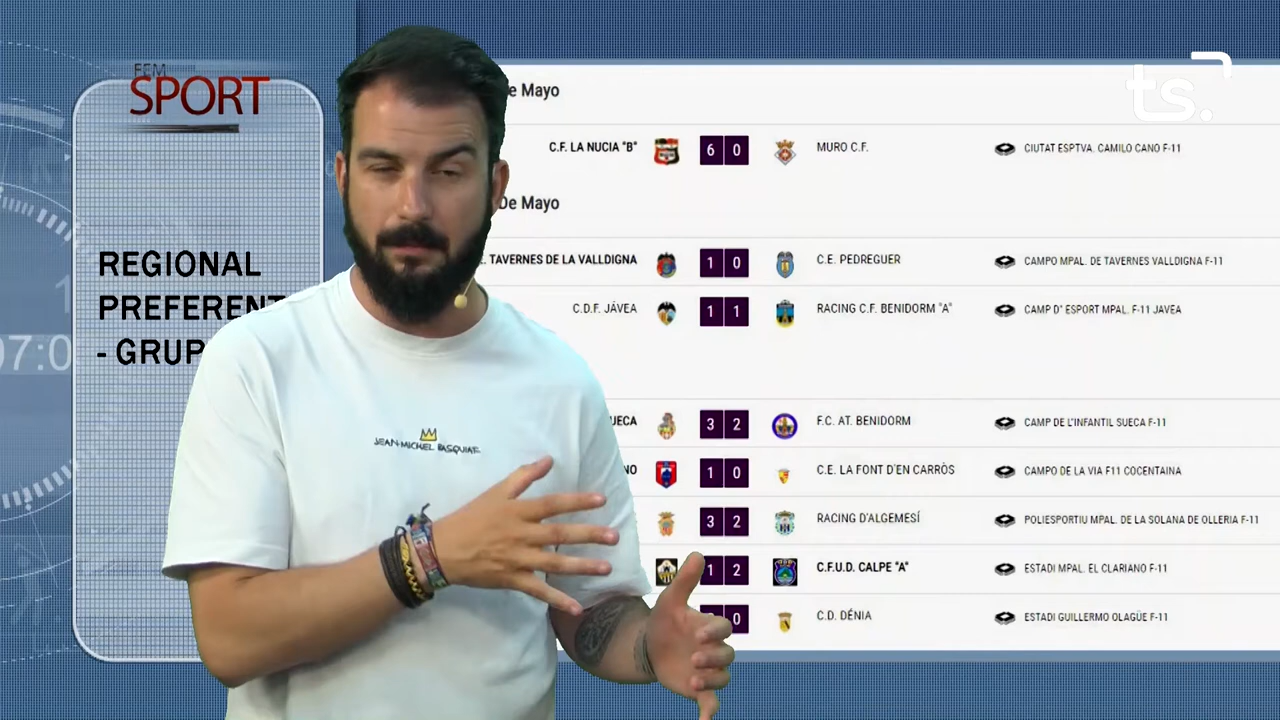 FEM
SPORT
ts.
e Mayo
C.F. LA NUCIA "B" 6 0 MURO C.F. CIUTAT ESPTVA. CAMILO CANO F-11
De Mayo
REGIONAL
PREFERENT
- GRUP
TAVERNES DE LA VALLDIGNA 1 0 C.E. PEDREGUER CAMPO MPAL. DE TAVERNES VALLDIGNA F-11
C.D.F. JÁVEA 1 1 RACING C.F. BENIDORM "A" CAMP D' ESPORT MPAL. F-11 JAVEA
UECA 3 2 F.C. AT. BENIDORM CAMP DE L'INFANTIL SUECA F-11
NO 1 0 C.E. LA FONT D'EN CARRÒS CAMPO DE LA VIA F11 COCENTAINA
3 2 RACING D'ALGEMESÍ POLIESPORTIU MPAL. DE LA SOLANA DE OLLERIA F-11
1 2 C.F.U.D. CALPE "A" ESTADI MPAL. EL CLARIANO F-11
0 C.D. DÉNIA ESTADI GUILLERMO OLAGÜE F-11
JEAN-MICHEL BASQUIAT
07:0